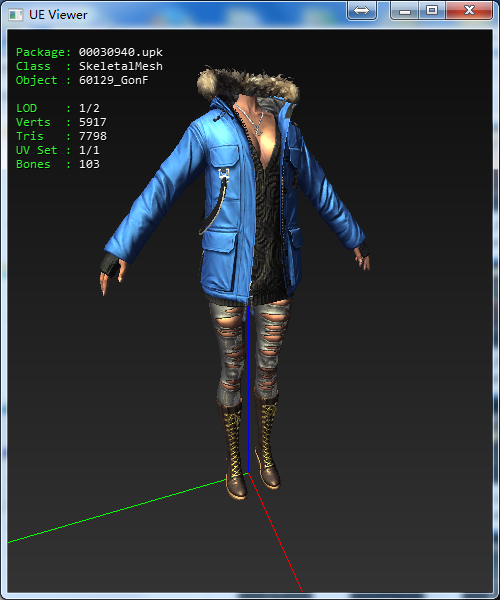 UE Viewer
Package: 00030940.upk
Class : SkeletalMesh
Object : 60129_GonF
LOD : 1/2
Verts : 5917
Tris : 7798
UV Set : 1/1
Bones : 103